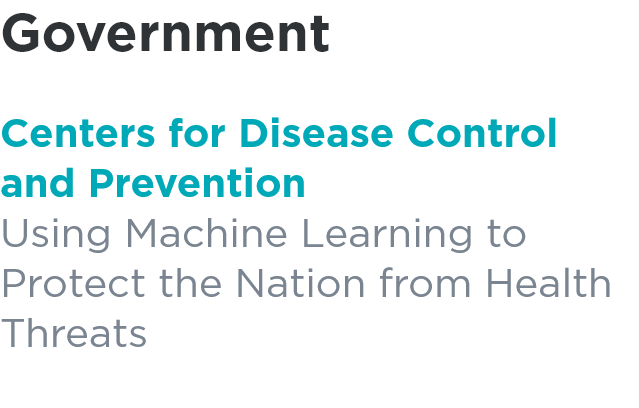 Government
Centers for Disease Control
and Prevention
Using Machine Learning to
Protect the Nation from Health
Threats